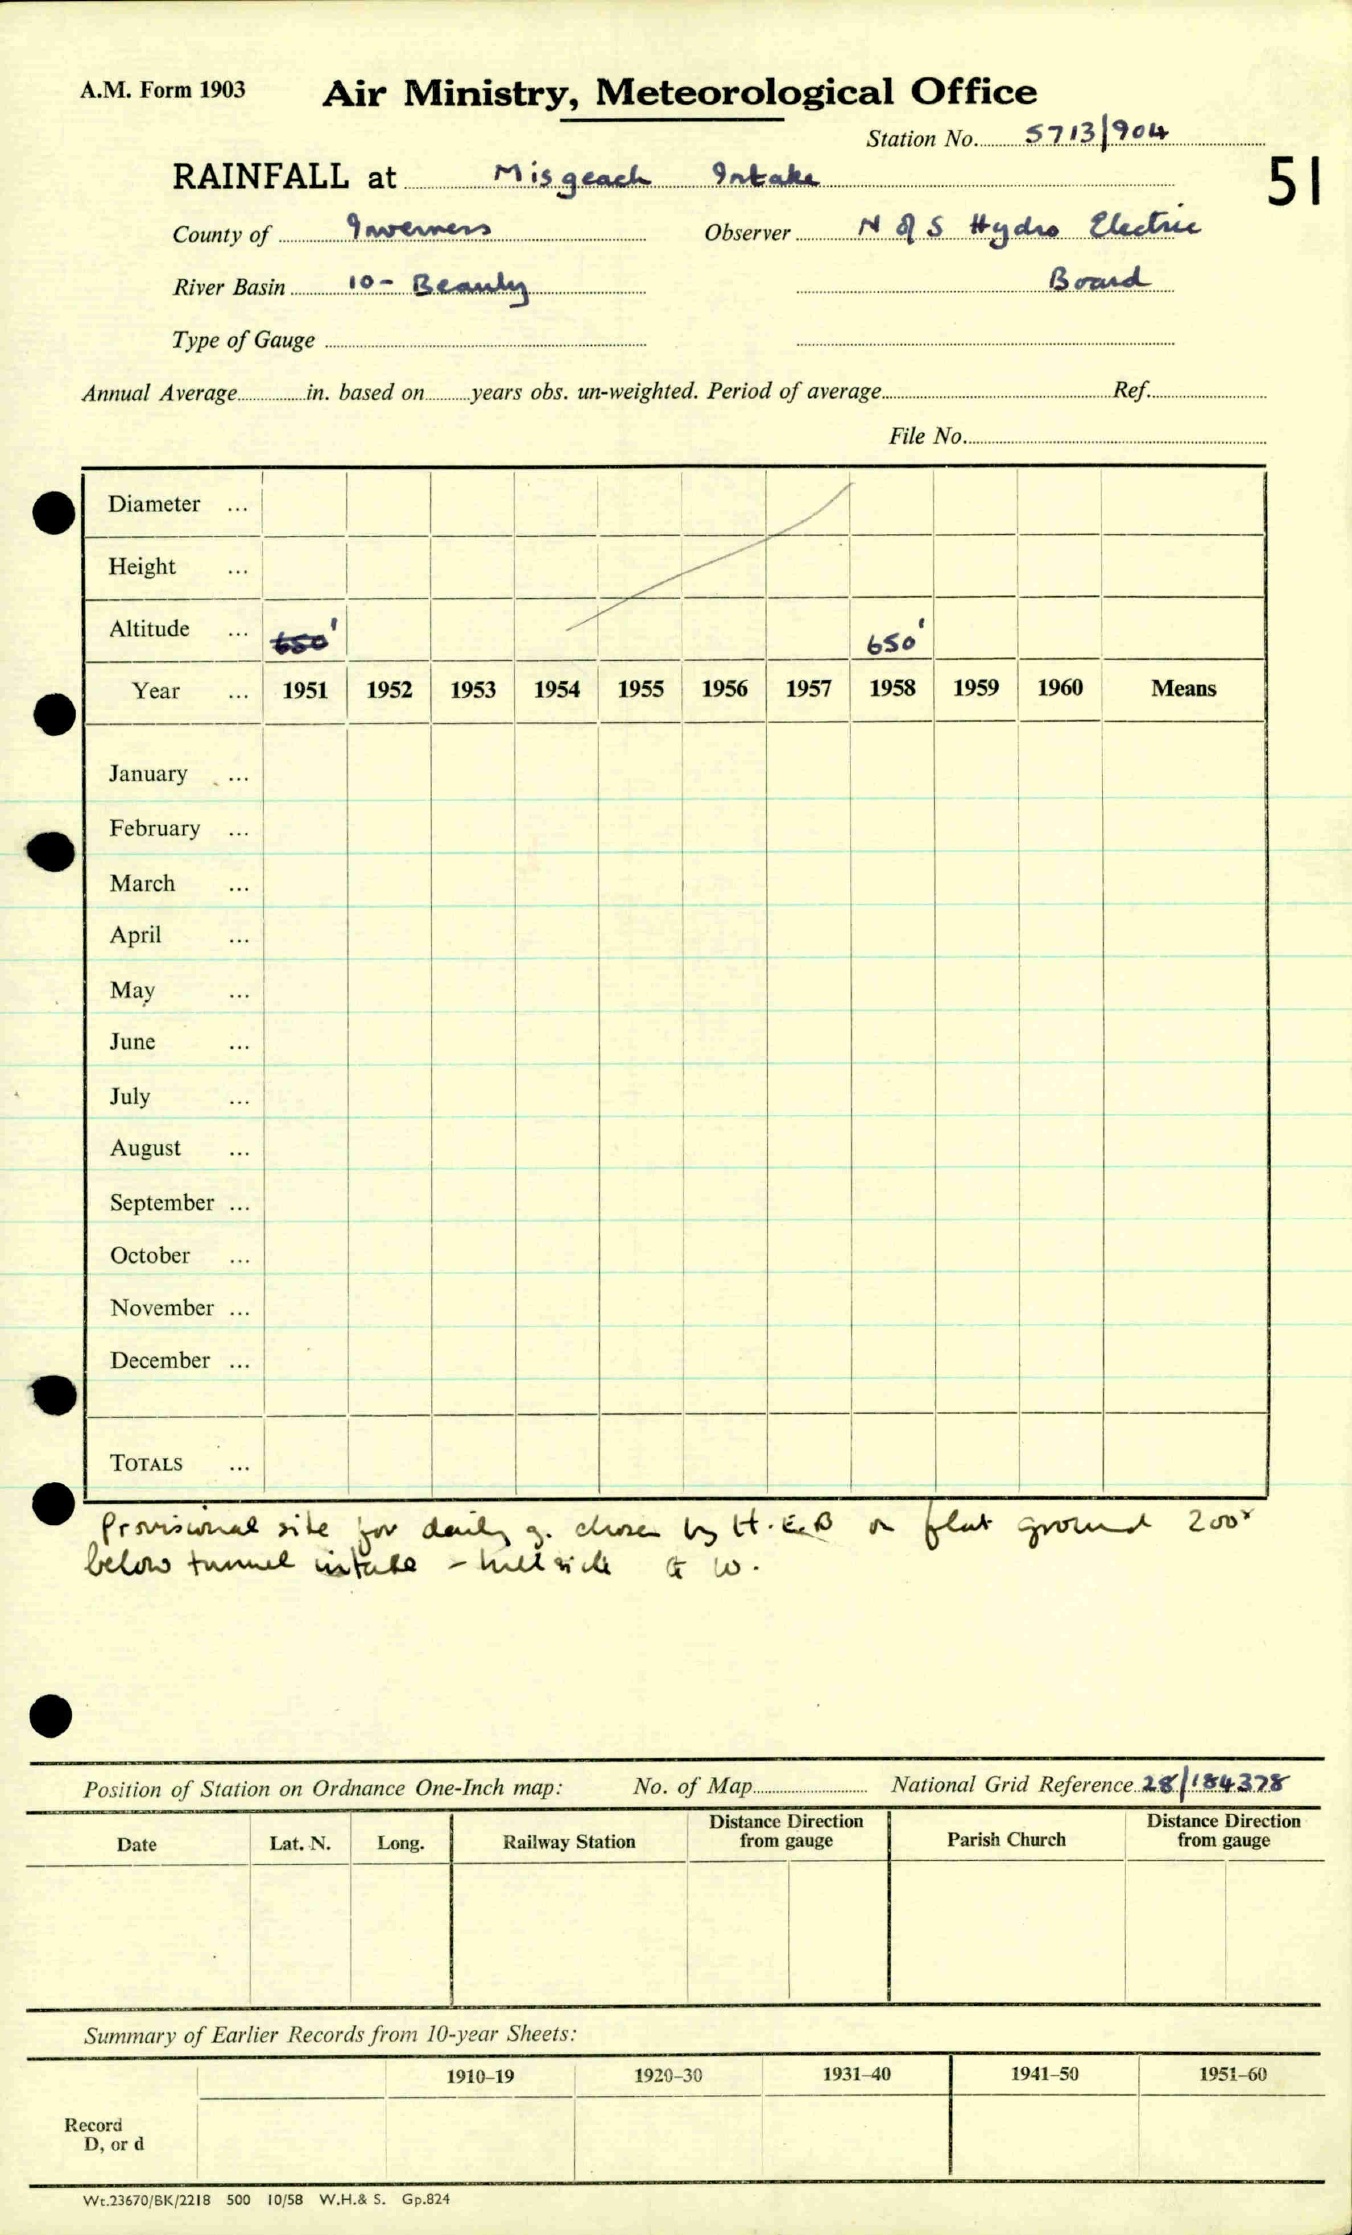 A.M. Form 1903 Air Ministry, Meteorological Office
Station No. 5713/904
RAINFALL at Misgeach Intake 51
County of Inverness Observer N of S Hydro Electric
River Basin 10 - Beauly Board
Type of Gauge
Annual Average in. based on years obs. un-weighted. Period of average Ref.
File No.
Diameter ...
Height ...
Altitude ... 650' 650'
Year ... 1951 1952 1953 1954 1955 1956 1957 1958 1959 1960 Means
January ...
February ...
March ...
April ...
May ...
June ...
July ...
August ...
September ...
October ...
November ...
December ...
TOTALS ...
Provisional site for daily g. chosen by H.E.B on flat ground 200x
below tunnel intake - hillside to W.
Position of Station on Ordnance One-Inch map: No. of Map National Grid Reference 28/184378
Date Lat. N. Long. Railway Station Distance Direction from gauge Parish Church Distance Direction from gauge
Summary of Earlier Records from 10-year Sheets:
1910–19 1920–30 1931–40 1941–50 1951–60
Record
D, or d
Wt.23670/BK/2218 500 10/58 W.H.& S. Gp.824